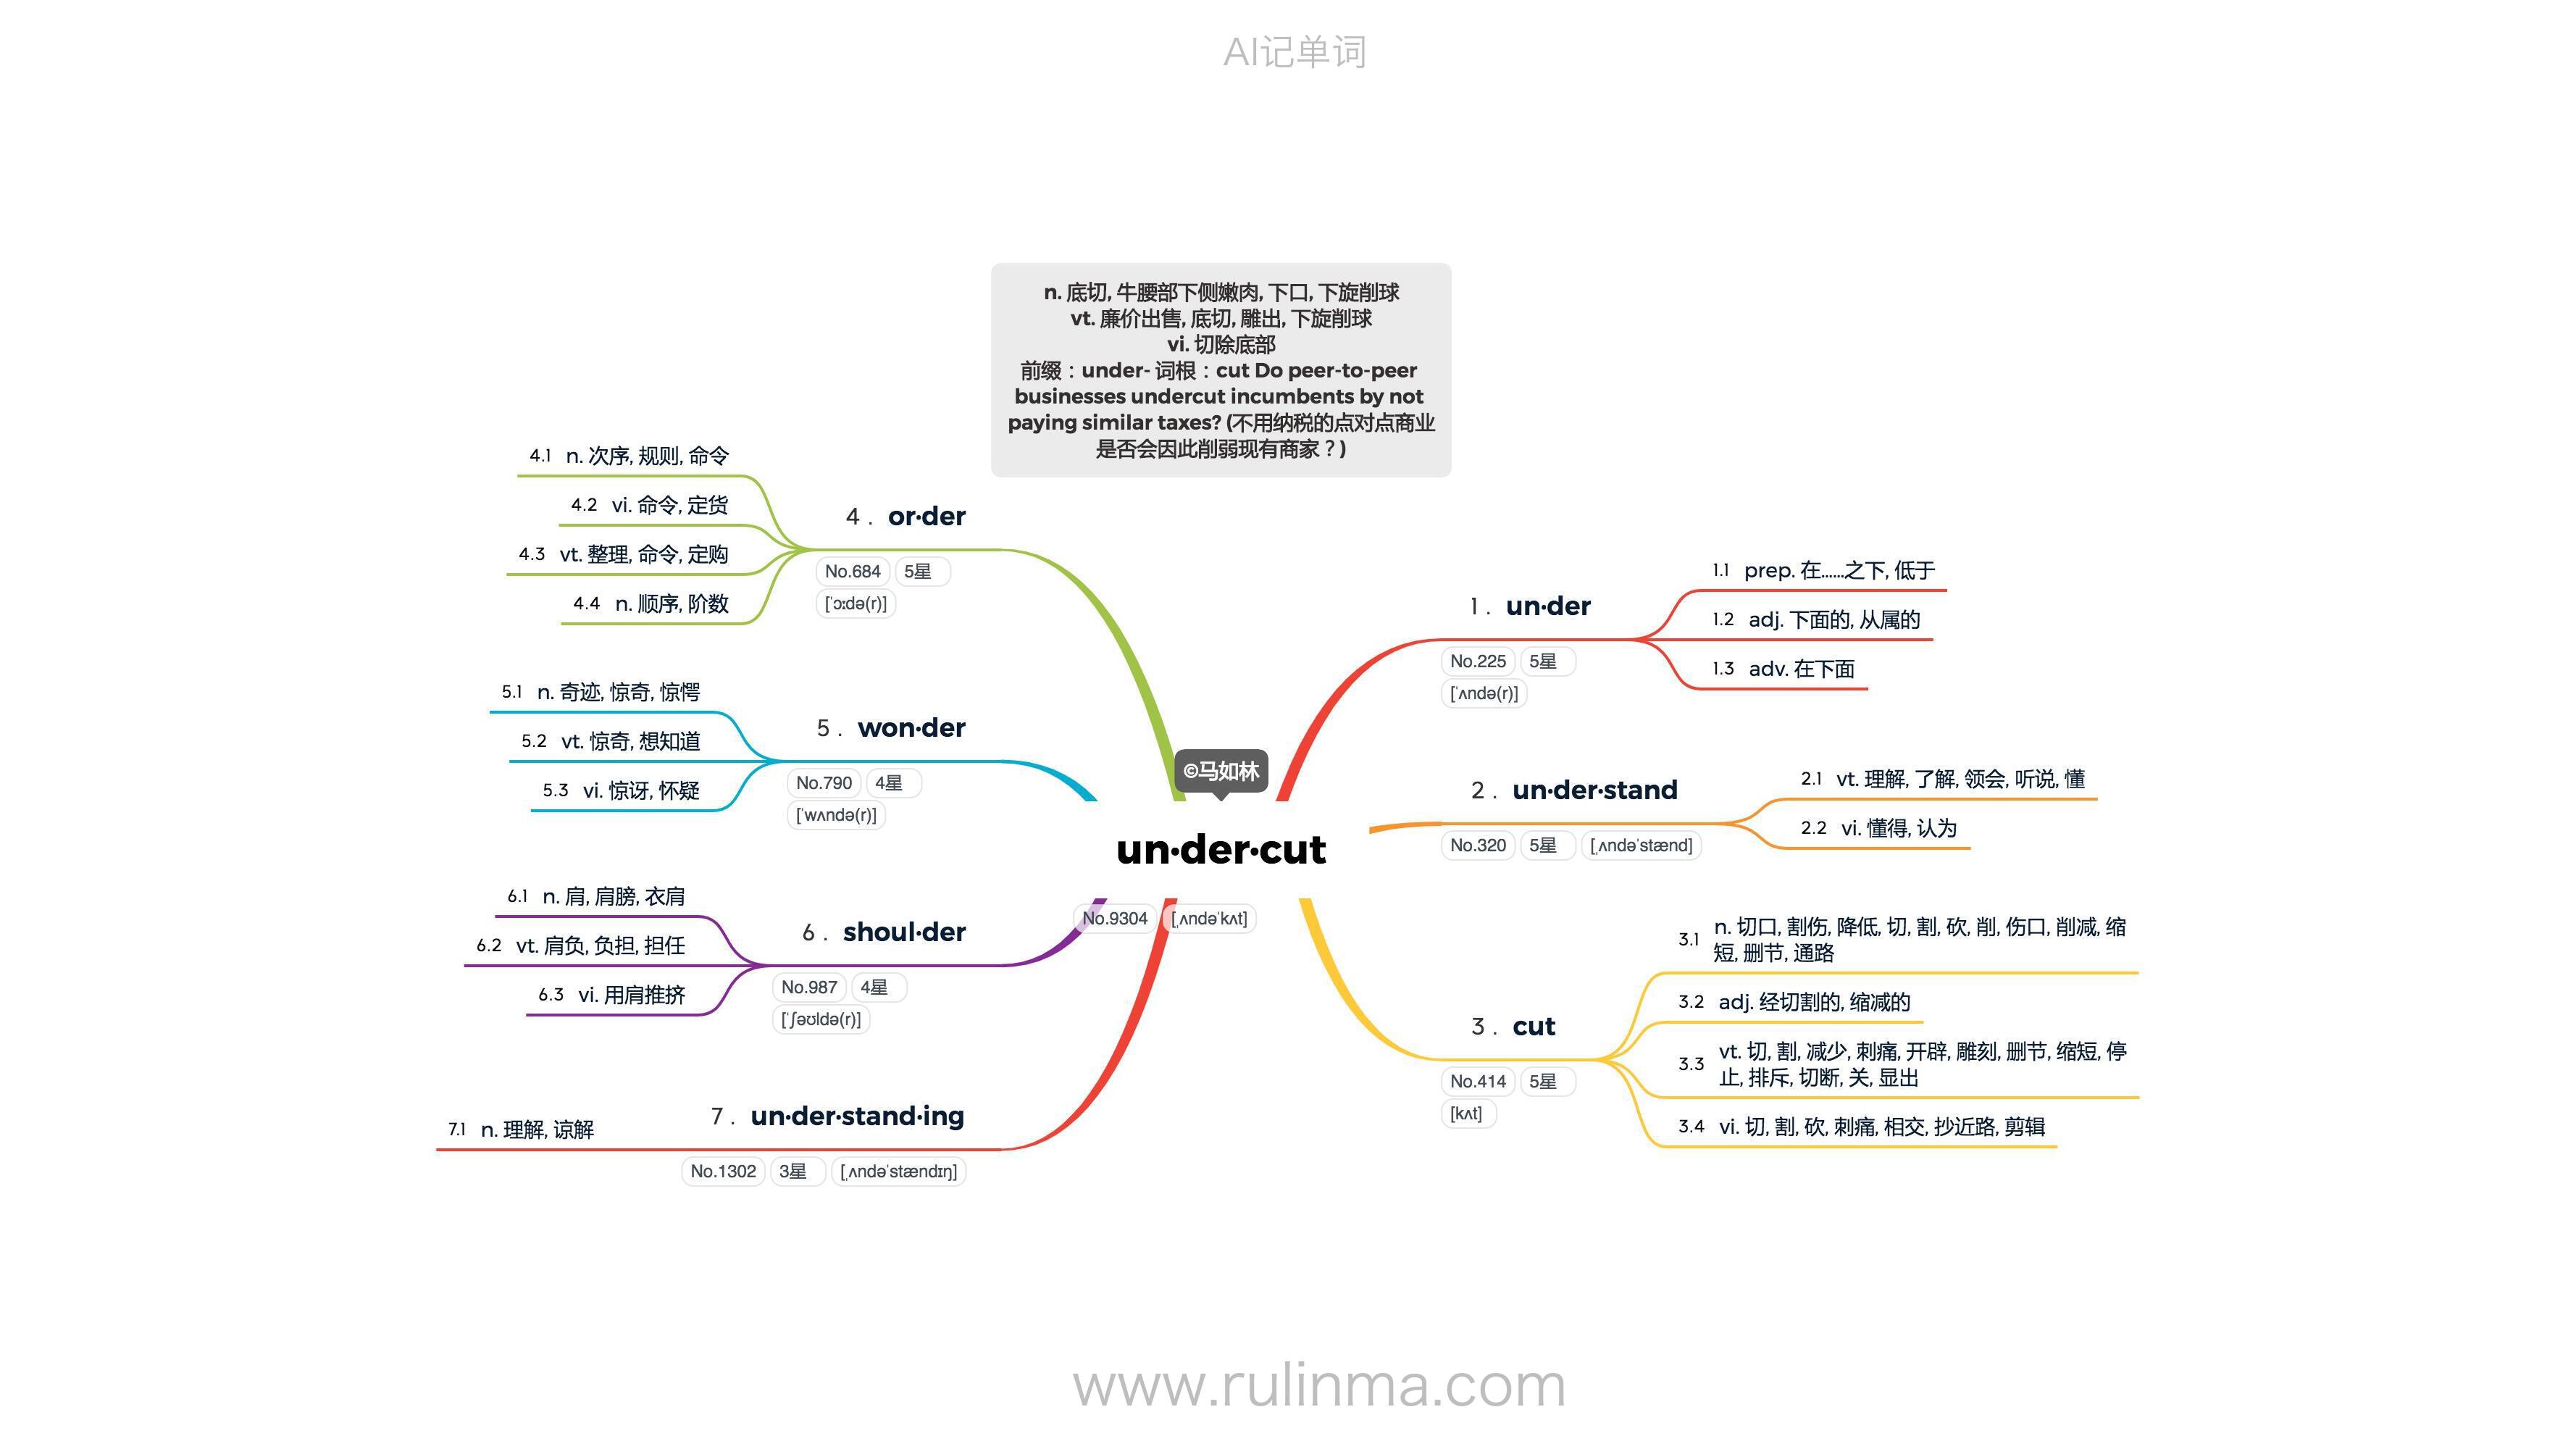 AI记单词
n. 底切, 牛腰部下侧嫩肉, 下口, 下旋削球
vt. 廉价出售, 底切, 雕出, 下旋削球
vi. 切除底部
前缀：under- 词根：cut Do peer-to-peer
businesses undercut incumbents by not
paying similar taxes? (不用纳税的点对点商业
是否会因此削弱现有商家？)
©马如林
un·der·cut
No.9304 [ˌʌndəˈkʌt]
1. un·der
No.225 5星
[ˈʌndə(r)]
1.1 prep. 在……之下, 低于
1.2 adj. 下面的, 从属的
1.3 adv. 在下面
2. un·der·stand
No.320 5星 [ˌʌndəˈstænd]
2.1 vt. 理解, 了解, 领会, 听说, 懂
2.2 vi. 懂得, 认为
3. cut
No.414 5星
[kʌt]
3.1 n. 切口, 割伤, 降低, 切, 割, 砍, 削, 伤口, 削减, 缩
短, 删节, 通路
3.2 adj. 经切割的, 缩减的
3.3 vt. 切, 割, 减少, 刺痛, 开辟, 雕刻, 删节, 缩短, 停
止, 排斥, 切断, 关, 显出
3.4 vi. 切, 割, 砍, 刺痛, 相交, 抄近路, 剪辑
4. or·der
No.684 5星
[ˈɔːdə(r)]
4.1 n. 次序, 规则, 命令
4.2 vi. 命令, 定货
4.3 vt. 整理, 命令, 定购
4.4 n. 顺序, 阶数
5. won·der
No.790 4星
[ˈwʌndə(r)]
5.1 n. 奇迹, 惊奇, 惊愕
5.2 vt. 惊奇, 想知道
5.3 vi. 惊讶, 怀疑
6. shoul·der
No.987 4星
[ˈʃəʊldə(r)]
6.1 n. 肩, 肩膀, 衣肩
6.2 vt. 肩负, 负担, 担任
6.3 vi. 用肩推挤
7. un·der·stand·ing
No.1302 3星 [ˌʌndəˈstændɪŋ]
7.1 n. 理解, 谅解
www.rulinma.com